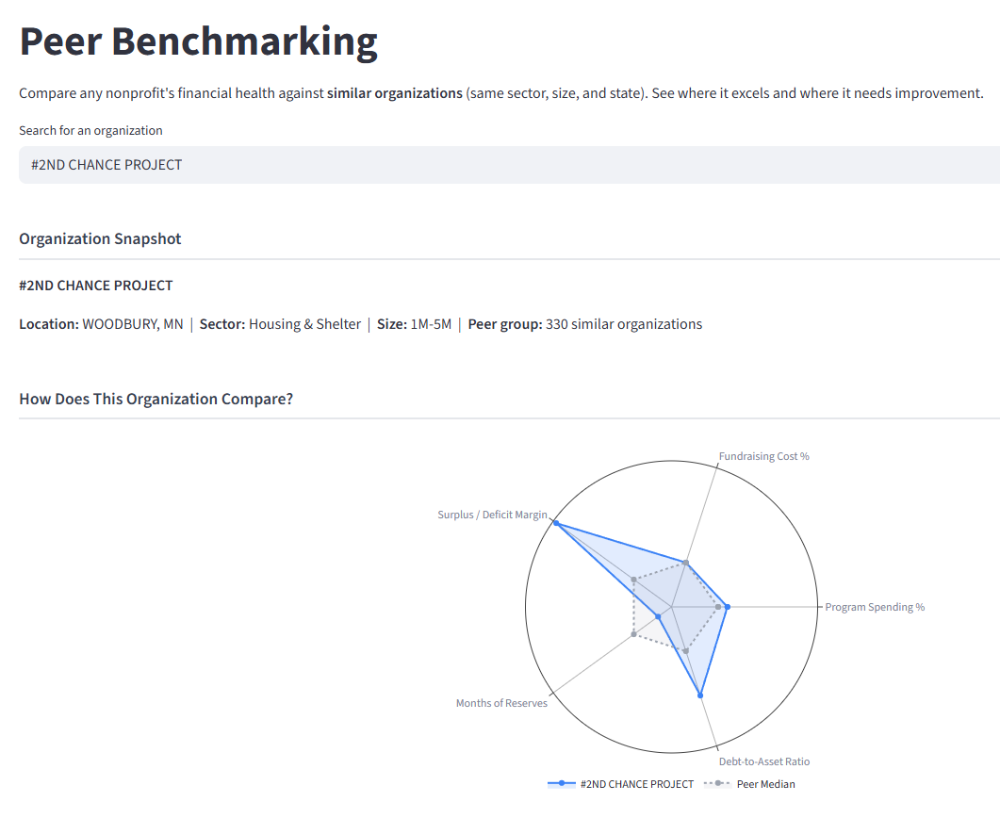 Peer Benchmarking
Compare any nonprofit's financial health against similar organizations (same sector, size, and state). See where it excels and where it needs improvement.
Search for an organization
#2ND CHANCE PROJECT
Organization Snapshot
#2ND CHANCE PROJECT
Location: WOODBURY, MN | Sector: Housing & Shelter | Size: 1M-5M | Peer group: 330 similar organizations
How Does This Organization Compare?
Fundraising Cost %
Surplus / Deficit Margin
Program Spending %
Months of Reserves
Debt-to-Asset Ratio
#2ND CHANCE PROJECT
Peer Median